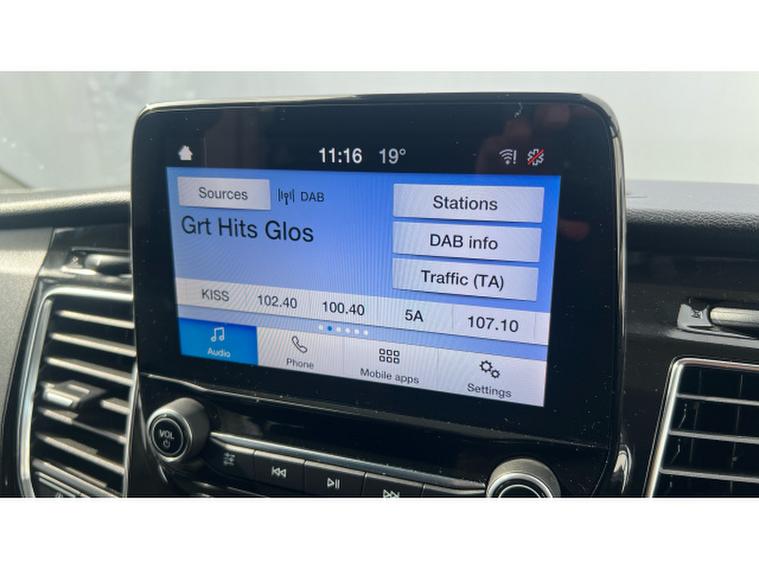 11:16 19°
Sources DAB
Stations
Grt Hits Glos
DAB info
Traffic (TA)
KISS 102.40 100.40 5A 107.10
Audio Phone Mobile apps Settings
VOL